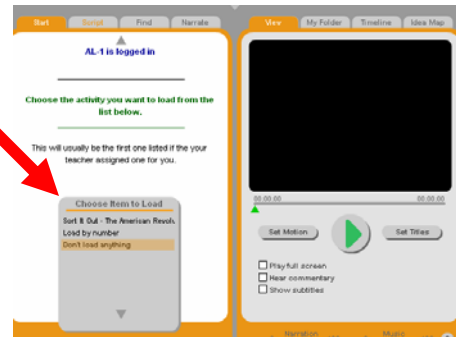 Start Script Find Narrate
AL-1 is logged in
Choose the activity you want to load from the
list below.
This will usually be the first one listed if the your
teacher assigned one for you.
Choose Item to Load
Sort It Out - The American Revolu
Load by number
Don't load anything
View My Folder Timeline Idea Map
00:00:00 00:00:00
Set Motion Set Titles
Play full screen
Hear commentary
Show subtitles
Narration Music